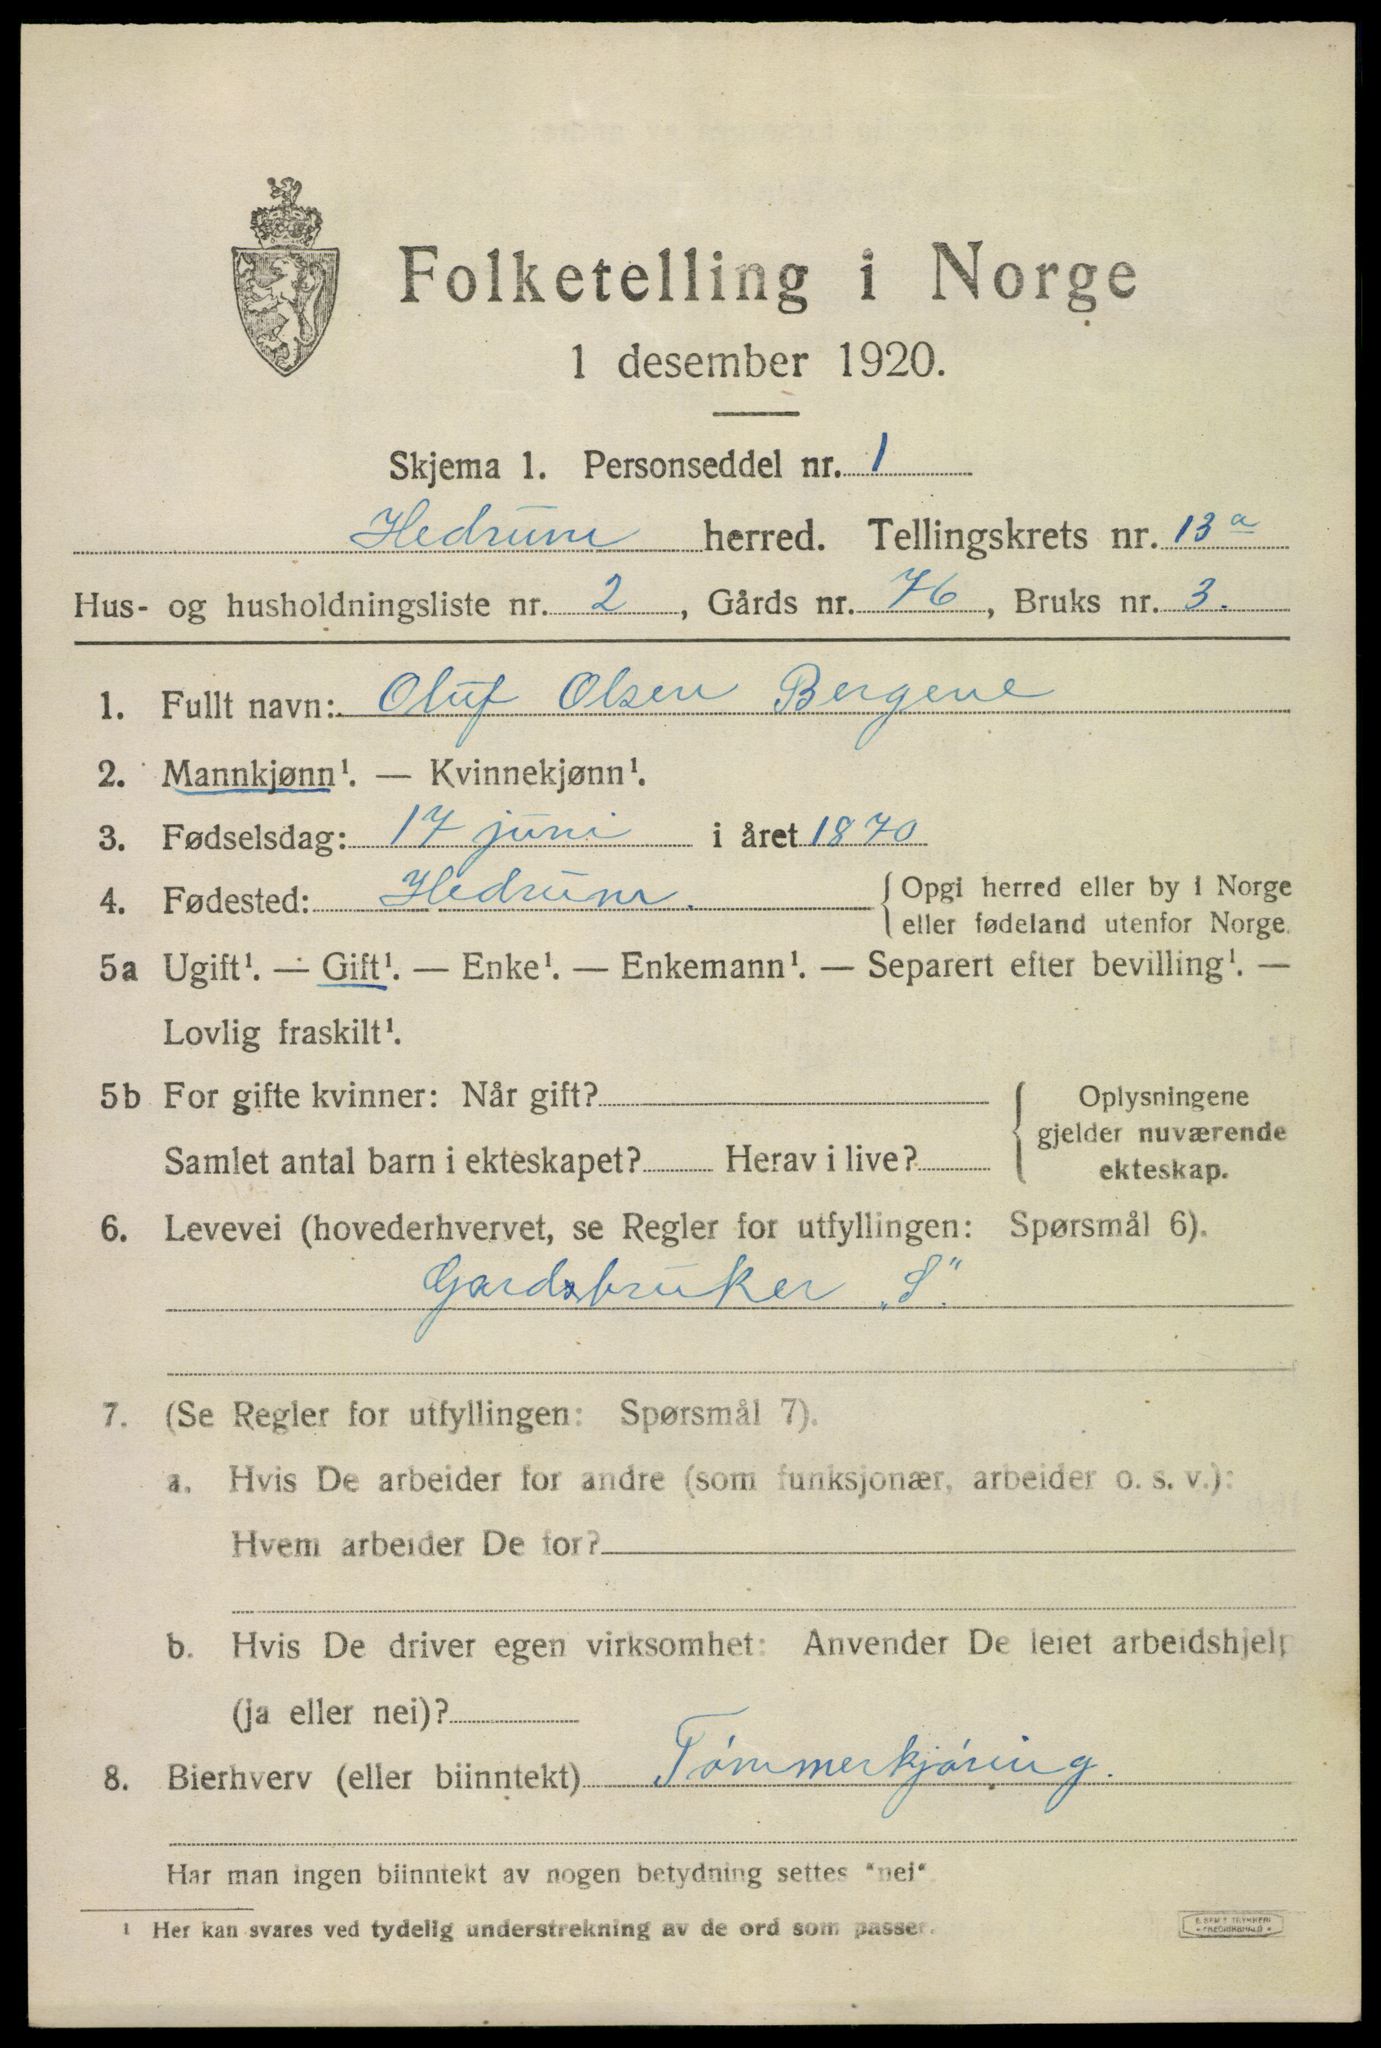 Folketelling i Norge
1 desember 1920.
Skjema 1. Personseddel nr. 1
Hedrum herred. Tellingskrets nr. 13 a
Hus- og husholdningsliste nr. 2, Gårds nr. 76, Bruks nr. 3.
1. Fullt navn: Oluf Olsen Bergene
2. Mannkjønn¹. — Kvinnekjønn¹.
3. Fødselsdag: 17 juni i året 1870
4. Fødested: Hedrum. { Opgi herred eller by i Norge
eller fødeland utenfor Norge.
5a Ugift¹. — Gift¹. — Enke¹. — Enkemann¹. — Separert efter bevilling¹. —
Lovlig fraskilt¹.
5b For gifte kvinner: Når gift? { Oplysningene
gjelder nuværende
Samlet antal barn i ekteskapet? Herav i live?
ekteskap.
6. Levevei (hovederhvervet, se Regler for utfyllingen: Spørsmål 6).
Gardsbruker „S"
7. (Se Regler for utfyllingen: Spørsmål 7).
a. Hvis De arbeider for andre (som funksjonær, arbeider o. s. v.):
Hvem arbeider De for?
b. Hvis De driver egen virksomhet: Anvender De leiet arbeidshjelp
(ja eller nei)?
8. Bierhverv (eller biinntekt) Tómmerkjóring.
Har man ingen biinntekt av nogen betydning settes "nei"
¹ Her kan svares ved tydelig understrekning av de ord som passer.